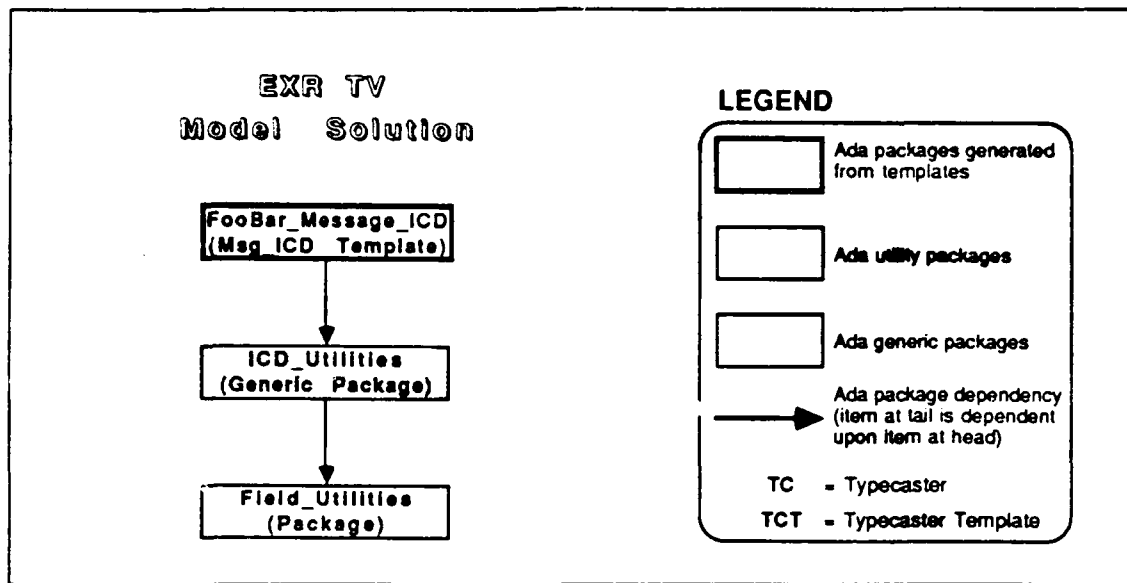 EXR TV
Model Solution
FooBar_Message_ICD
(Msg_ICD Template)
ICD_Utilities
(Generic Package)
Field_Utilities
(Package)
LEGEND
Ada packages generated
from templates
Ada utility packages
Ada generic packages
Ada package dependency
(item at tail is dependent
upon item at head)
TC = Typecaster
TCT = Typecaster Template